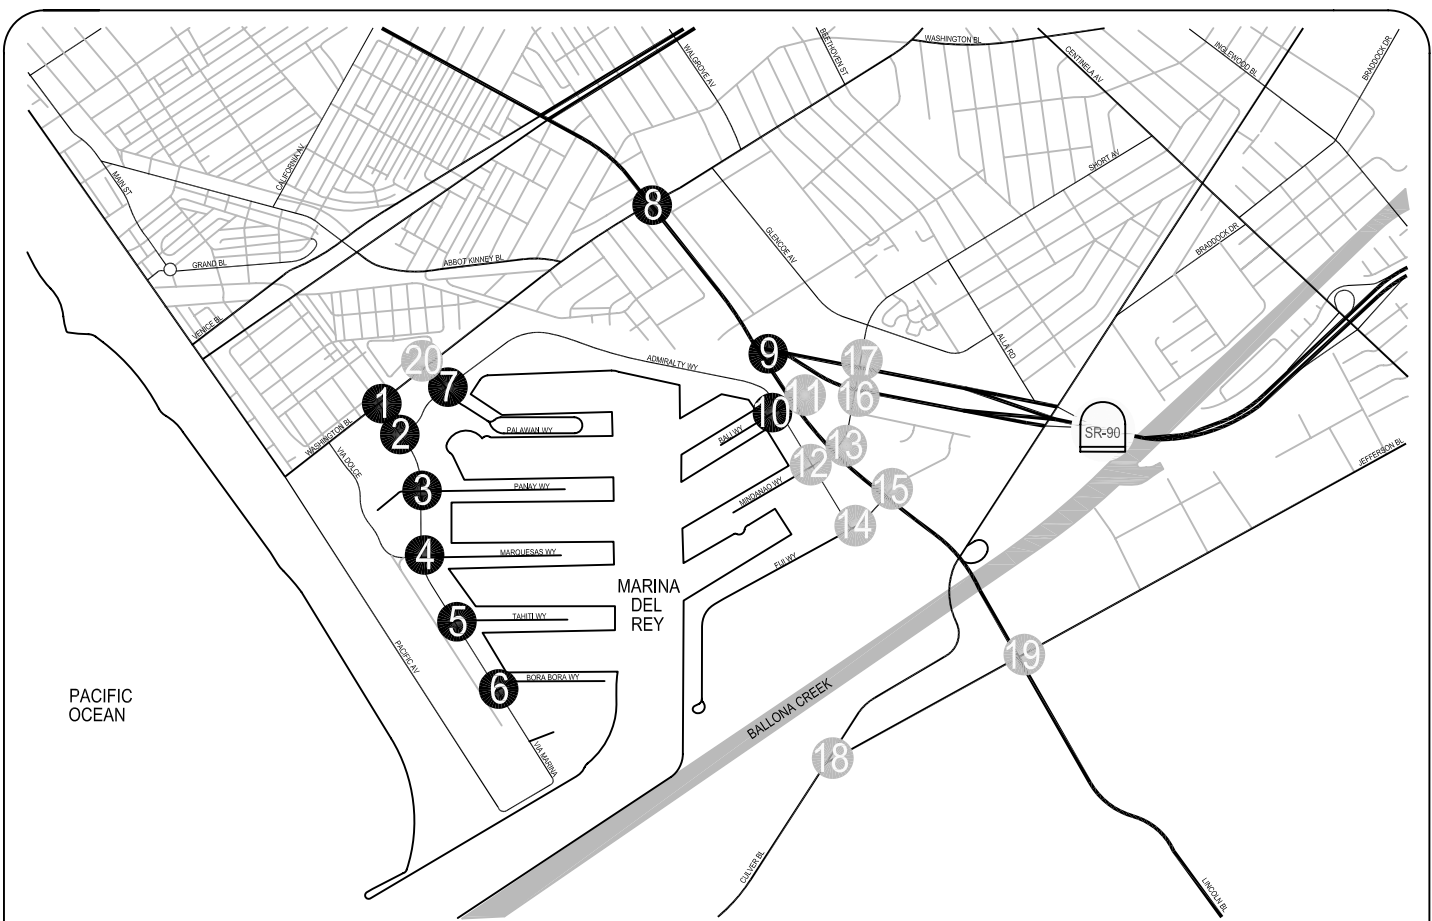 WASHINGTON BL
BEETHOVEN ST
WALGROVE AV
CENTINELA AV
INGLEWOOD BL
BRADDOCK DR
CALIFORNIA AV
MAIN ST
SHORT AV
8
GLENCOE AV
BRADDOCK DR
GRAND BL
ABBOT KINNEY BL
VENICE BL
ALLA RD
ADMIRALTY WY
9
17
20
7
1
11
16
10
2
PALAWAN WY
BALI WY
SR-90
WASHINGTON BL
13
JEFFERSON BL
VIA DOLCE
12
3
PANAY WY
MINDANAO WY
15
14
4
MARQUESAS WY
FIJI WY
MARINA
DEL
REY
5
TAHITI WY
PACIFIC AV
19
6
BORA BORA WY
PACIFIC
OCEAN
BALLONA CREEK
VIA MARINA
18
CULVER BL
LINCOLN BL